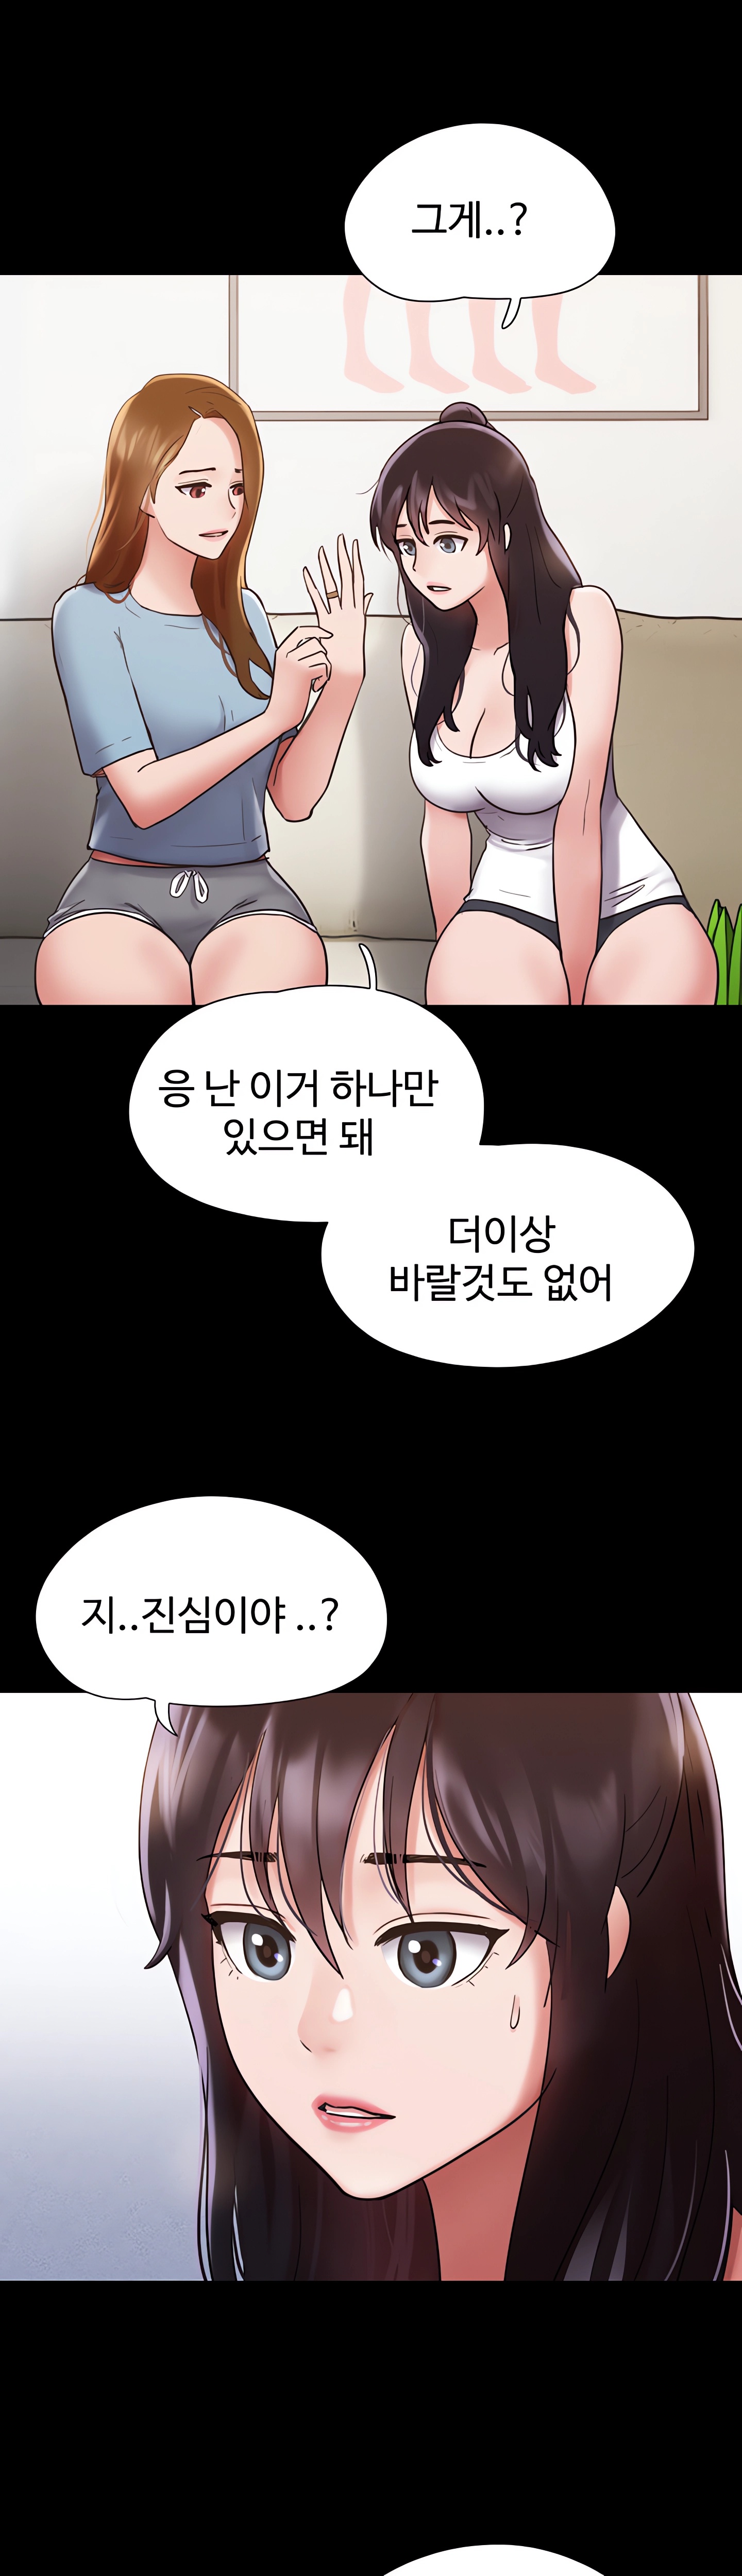 그게..?
응 난 이거 하나만
있으면 돼
더이상
바랄것도 없어
지..진심이야 ..?